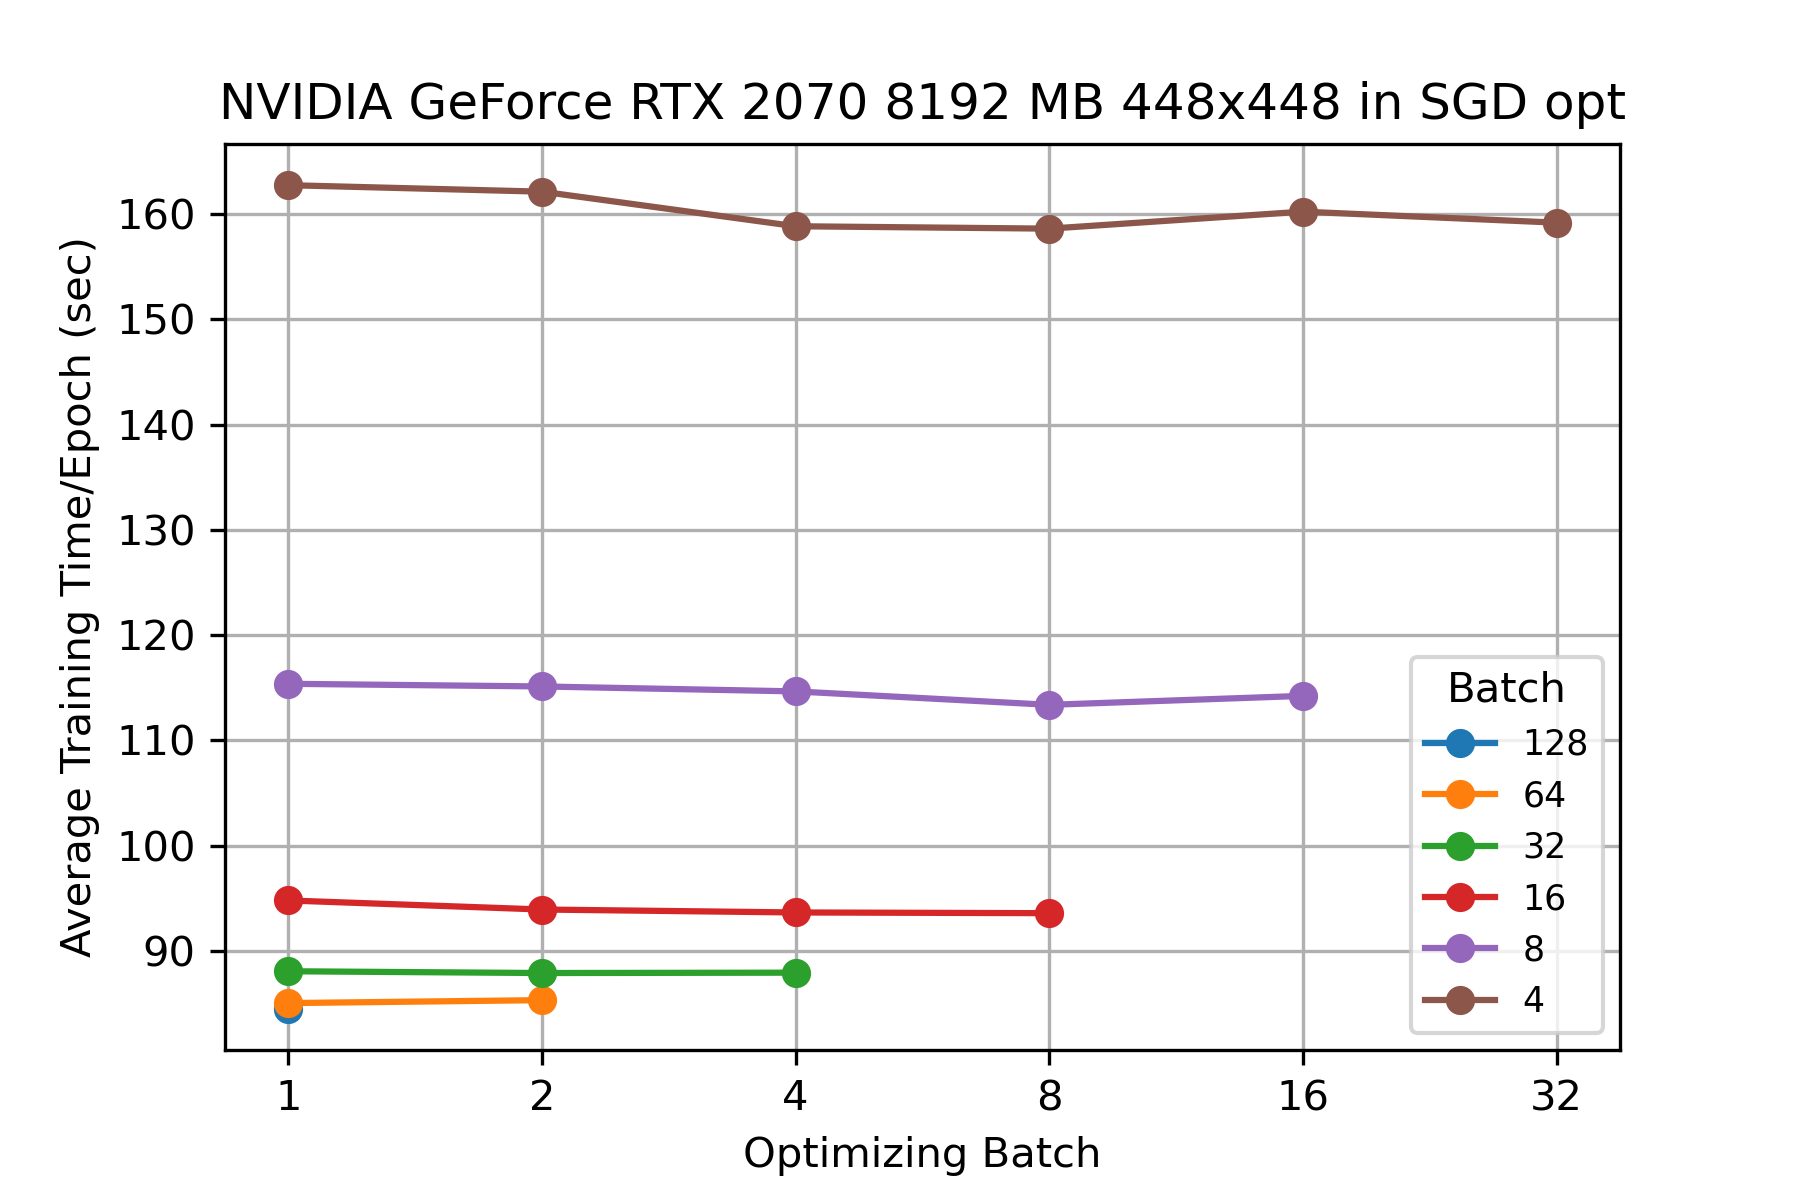 NVIDIA GeForce RTX 2070 8192 MB 448x448 in SGD opt
Average Training Time/Epoch (sec)
160
150
140
130
120
110
100
90
Batch
128
64
32
16
8
4
1 2 4 8 16 32
Optimizing Batch